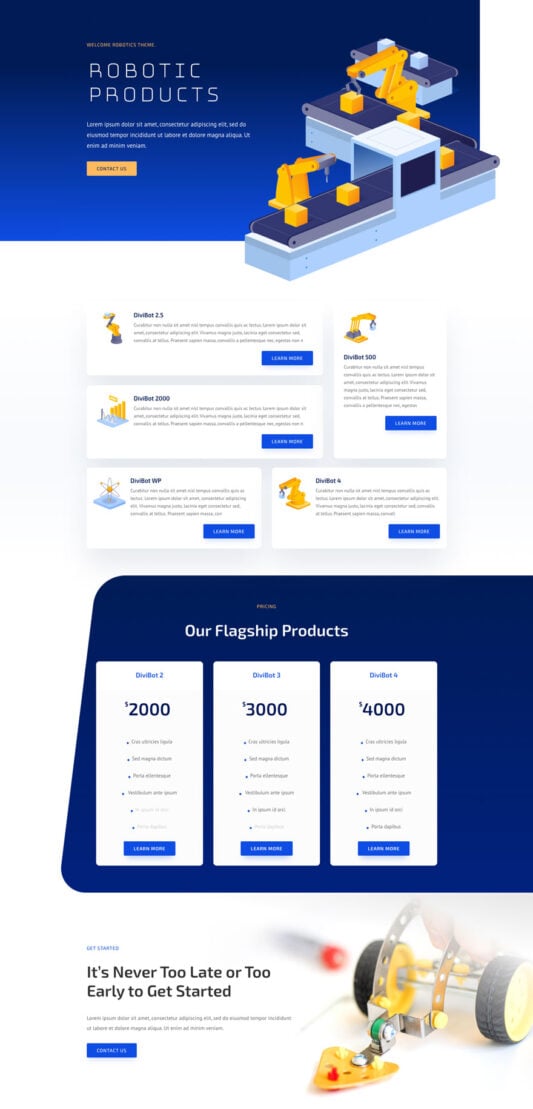 WELCOME ROBOTICS THEME.
ROBOTIC
PRODUCTS
Lorem ipsum dolor sit amet, consectetur adipiscing elit, sed do
eiusmod tempor incididunt ut labore et dolore magna aliqua. Ut
enim ad minim veniam.
CONTACT US
DiviBot 2.5
Curabitur non nulla sit amet nisl tempus convallis quis ac lectus. Lorem ipsum dolor sit
amet, consectetur adipiscing elit. Vivamus magna justo, lacinia eget consectetur sed,
convallis at tellus. Praesent sapien massa, convallis a pellentesque nec, egestas non n
LEARN MORE
DiviBot 500
Curabitur non nulla sit amet nisl
tempus convallis quis ac lectus.
Lorem ipsum dolor sit amet,
consectetur adipiscing elit. Vivamus
magna justo, lacinia eget consectetur
sed, convallis at tellus. Praesent
sapien massa, convallis a
pellentesque nec, egestas
LEARN MORE
DiviBot 2000
Curabitur non nulla sit amet nisl tempus convallis quis ac lectus. Lorem ipsum dolor sit
amet, consectetur adipiscing elit. Vivamus magna justo, lacinia eget consectetur sed,
convallis at tellus. Praesent sapien massa, convallis a pellentesque nec, egestas non n
LEARN MORE
DiviBot WP
Curabitur non nulla sit amet nisl tempus convallis quis ac
lectus. Lorem ipsum dolor sit amet, consectetur adipiscing
elit. Vivamus magna justo, lacinia eget consectetur sed,
convallis at tellus. Praesent sapien massa, con
LEARN MORE
DiviBot 4
Curabitur non nulla sit amet nisl tempus convallis quis ac
lectus. Lorem ipsum dolor sit amet, consectetur adipiscing elit.
Vivamus magna justo, lacinia eget consectetur sed, convallis at
tellus. Praesent sapien massa, convall
LEARN MORE
PRICING
Our Flagship Products
DiviBot 2
$2000
Cras ultricies ligula
Sed magna dictum
Porta ellentesque
Vestibulum ante ipsum
In ipsum id orci
Porta dapibus
LEARN MORE
DiviBot 3
$3000
Cras ultricies ligula
Sed magna dictum
Porta ellentesque
Vestibulum ante ipsum
In ipsum id orci
Porta dapibus
LEARN MORE
DiviBot 4
$4000
Cras ultricies ligula
Sed magna dictum
Porta ellentesque
Vestibulum ante ipsum
In ipsum id orci
Porta dapibus
LEARN MORE
GET STARTED
It's Never Too Late or Too
Early to Get Started
Lorem ipsum dolor sit amet, consectetur adipiscing elit, sed do eiusmod tempor incididunt
ut labore et dolore magna aliqua. Ut enim ad minim veniam.
CONTACT US